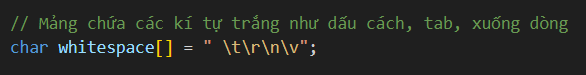 // Mảng chứa các kí tự trắng như dấu cách, tab, xuống dòng
char whitespace[] = " \t\r\n\v";